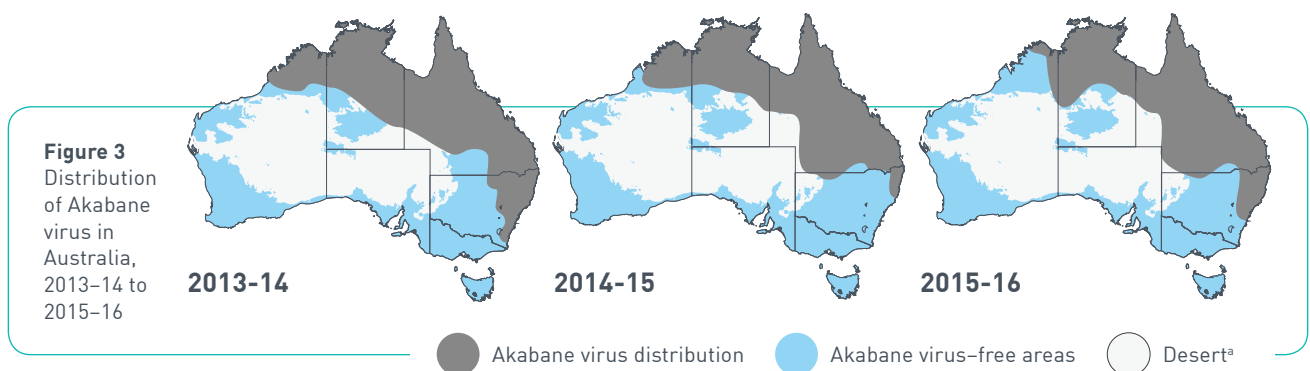 Figure 3
Distribution
of Akabane
virus in
Australia,
2013–14 to
2015–16
2013-14
2014-15
2015-16
Akabane virus distribution
Akabane virus–free areas
Desertᵃ